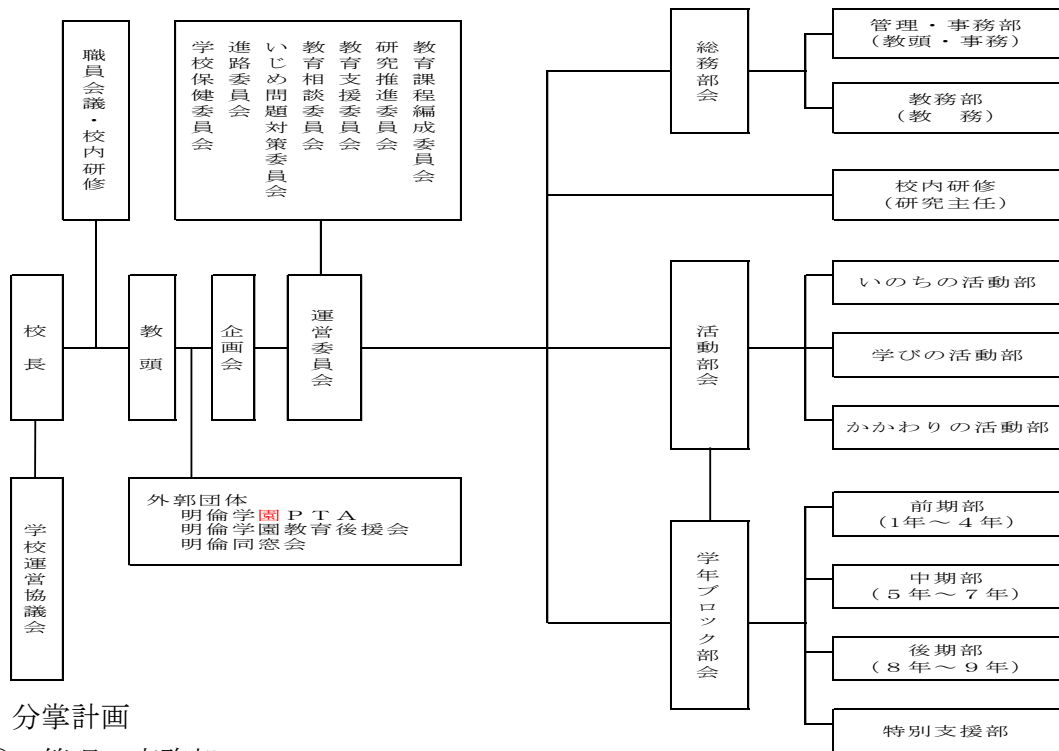 職員会議・校内研修
教育課程編成委員会
研究推進委員会
教育支援委員会
教育相談委員会
いじめ問題対策委員会
進路委員会
学校保健委員会
総務部会
管理・事務部
(教頭・事務)
教務部
(教　務)
校内研修
(研究主任)
校長
教頭
企画会
運営委員会
活動部会
いのちの活動部
学びの活動部
かかわりの活動部
学校運営協議会
外郭団体
明倫学園ＰＴＡ
明倫学園教育後援会
明倫同窓会
学年ブロック部会
前期部
(1年～4年)
中期部
(5年～7年)
後期部
(8年～9年)
特別支援部
分掌計画